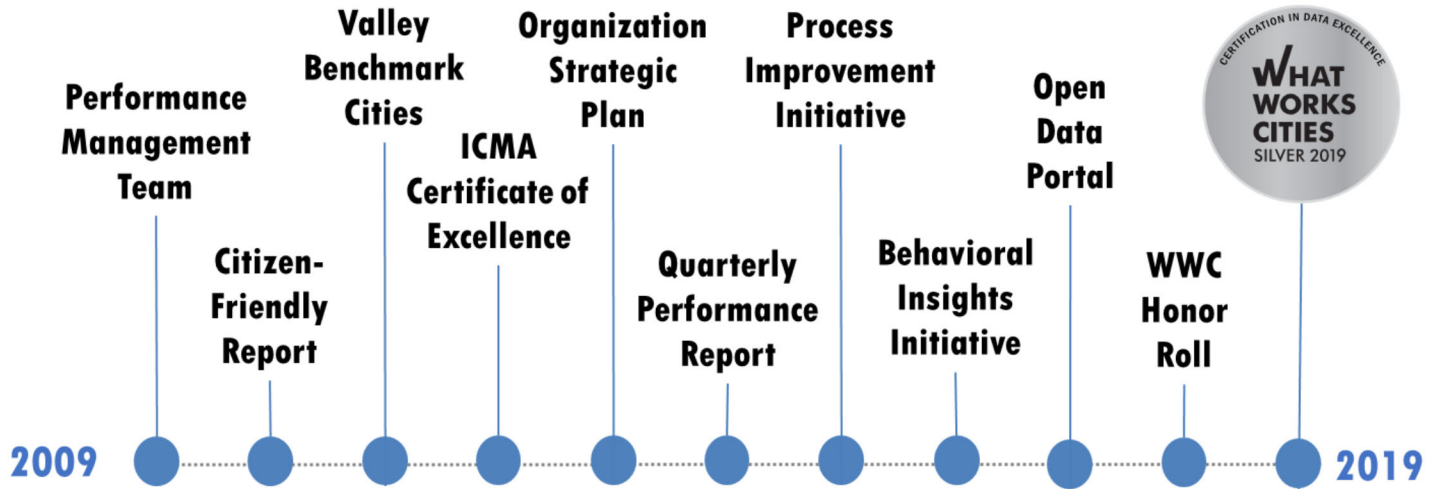 2009
Performance
Management
Team
Citizen-
Friendly
Report
Valley
Benchmark
Cities
ICMA
Certificate of
Excellence
Organization
Strategic
Plan
Quarterly
Performance
Report
Process
Improvement
Initiative
Behavioral
Insights
Initiative
Open
Data
Portal
WWC
Honor
Roll
CERTIFICATION IN DATA EXCELLENCE
WHAT
WORKS
CITIES
SILVER 2019
2019